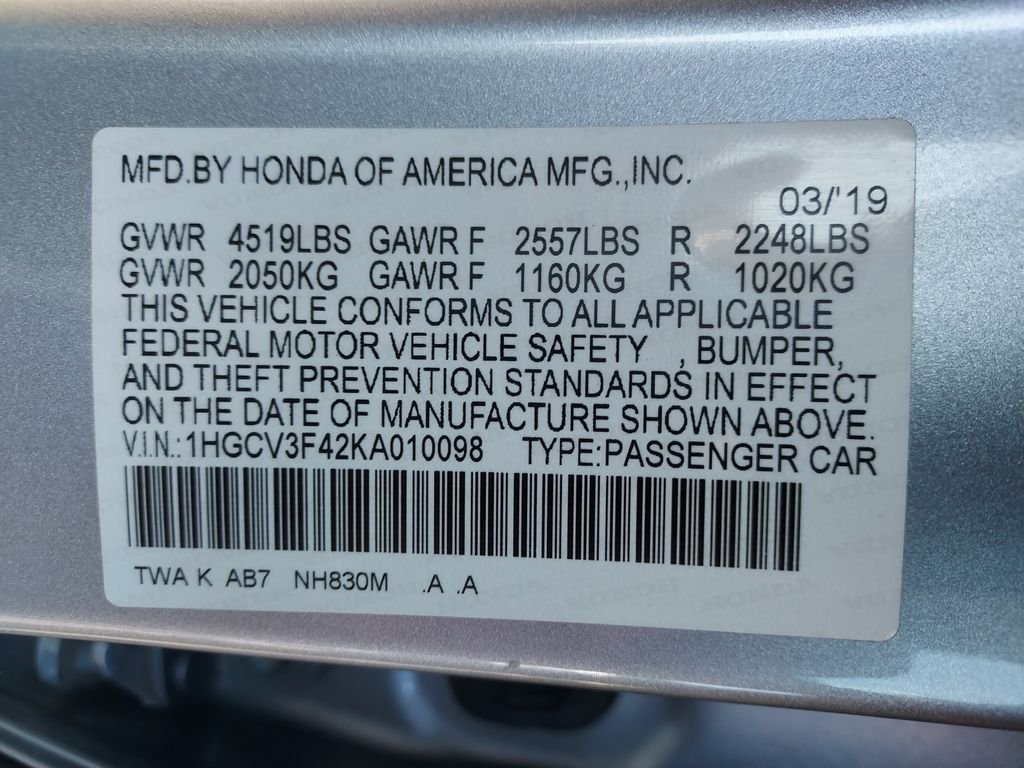 MFD.BY HONDA OF AMERICA MFG.,INC.
03/'19
GVWR 4519LBS GAWR F 2557LBS R 2248LBS
GVWR 2050KG GAWR F 1160KG R 1020KG
THIS VEHICLE CONFORMS TO ALL APPLICABLE
FEDERAL MOTOR VEHICLE SAFETY , BUMPER,
AND THEFT PREVENTION STANDARDS IN EFFECT
ON THE DATE OF MANUFACTURE SHOWN ABOVE.
V.I.N.:1HGCV3F42KA010098 TYPE:PASSENGER CAR
TWA K AB7 NH830M .A .A